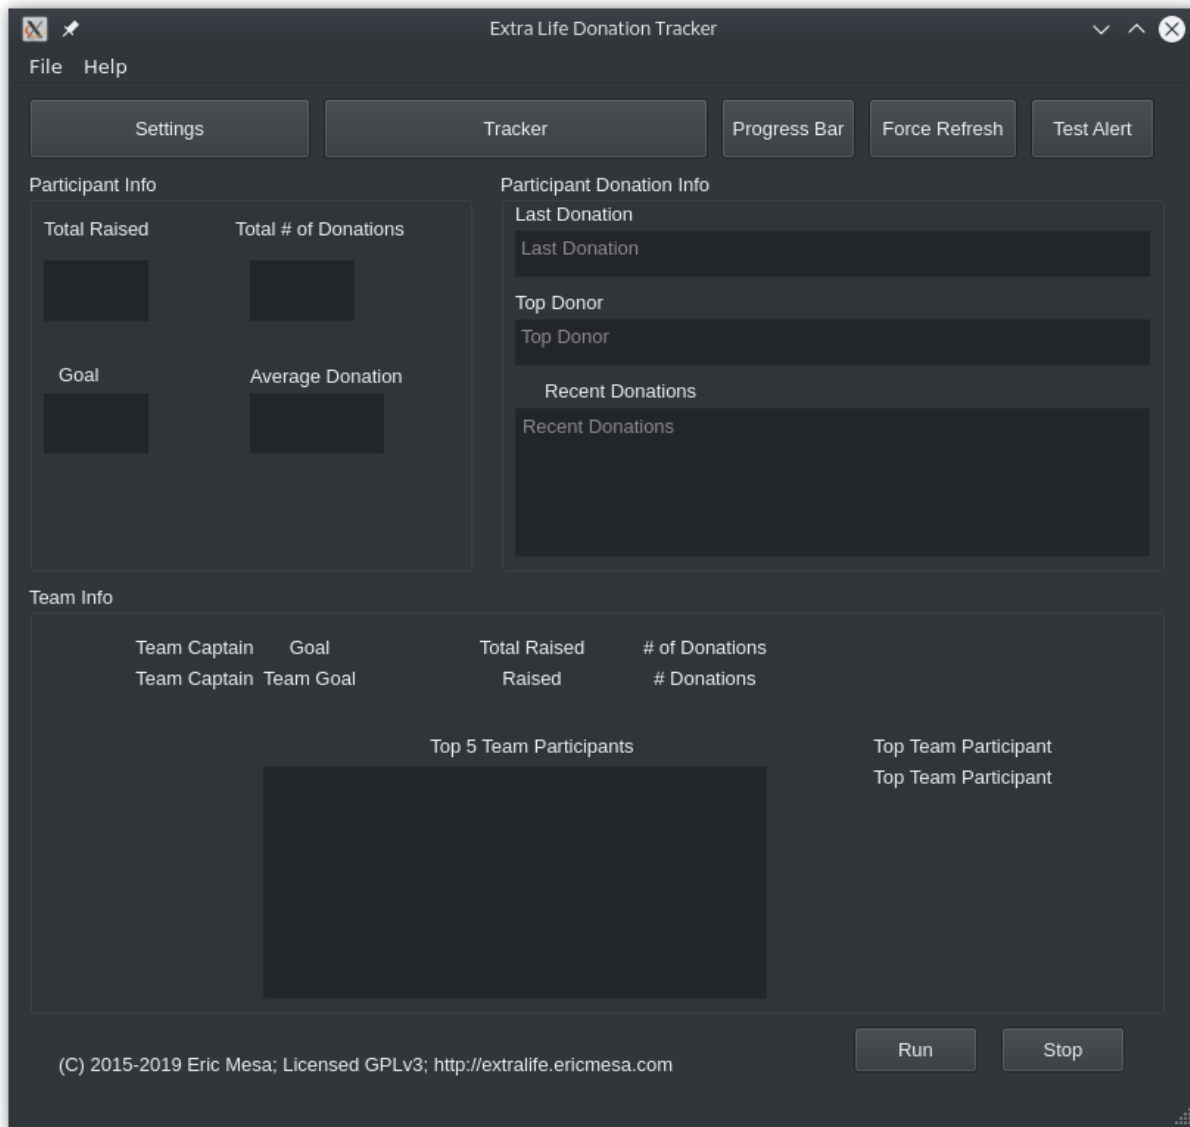 Extra Life Donation Tracker
File Help
Settings Tracker Progress Bar Force Refresh Test Alert
Participant Info
Total Raised Total # of Donations
Goal Average Donation
Participant Donation Info
Last Donation
Last Donation
Top Donor
Top Donor
Recent Donations
Recent Donations
Team Info
Team Captain Goal Total Raised # of Donations
Team Captain Team Goal Raised # Donations
Top 5 Team Participants Top Team Participant
Top Team Participant
(C) 2015-2019 Eric Mesa; Licensed GPLv3; http://extralife.ericmesa.com
Run Stop